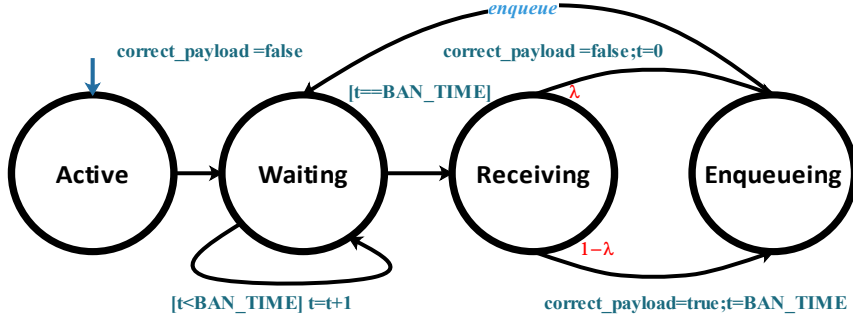 enqueue
correct_payload =false
correct_payload =false;t=0
[t==BAN_TIME]
λ
Active
Waiting
Receiving
Enqueueing
1−λ
[t<BAN_TIME] t=t+1
correct_payload=true;t=BAN_TIME